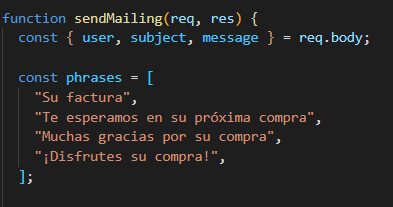 function sendMailing(req, res) {
const { user, subject, message } = req.body;
const phrases = [
"Su factura",
"Te esperamos en su próxima compra",
"Muchas gracias por su compra",
"¡Disfrutes su compra!",
];